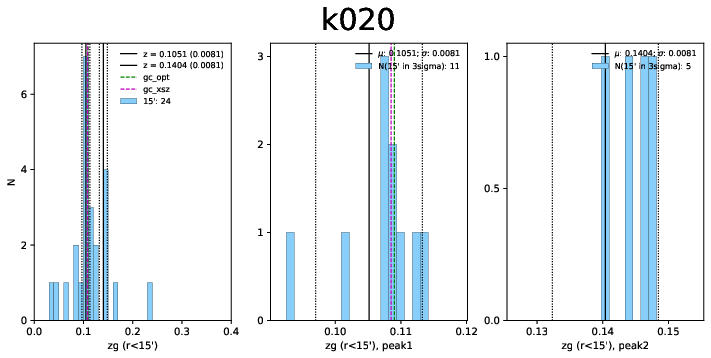 k020
z = 0.1051 (0.0081)
z = 0.1404 (0.0081)
gc_opt
gc_xsz
15': 24
N
0
2
4
6
0.0
0.1
0.2
0.3
0.4
zg (r<15')
μ: 0.1051; σ: 0.0081
N(15' in 3sigma): 11
0
1
2
3
0.10
0.11
0.12
zg (r<15'), peak1
μ: 0.1404; σ: 0.0081
N(15' in 3sigma): 5
0.0
0.5
1.0
0.13
0.14
0.15
zg (r<15'), peak2